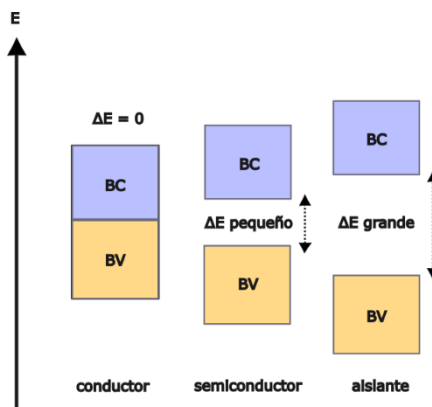 E
ΔE = 0
BC
BC
BC
ΔE pequeño
ΔE grande
BV
BV
BV
conductor
semiconductor
aislante